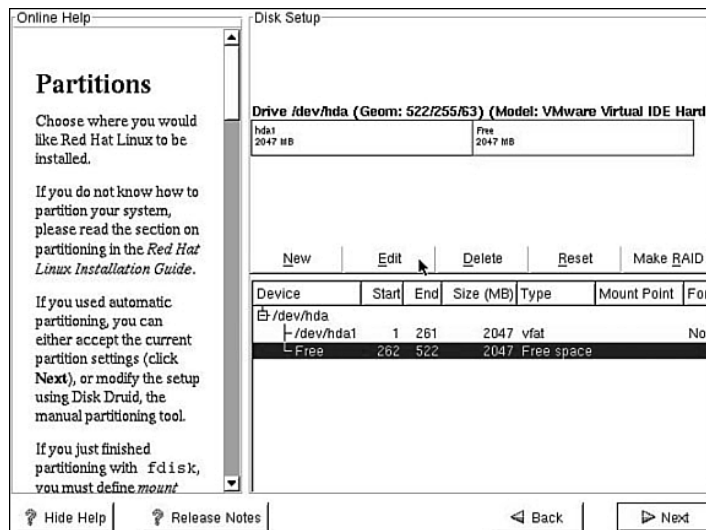 Online Help
Partitions
Choose where you would
like Red Hat Linux to be
installed.
If you do not know how to
partition your system,
please read the section on
partitioning in the Red Hat
Linux Installation Guide.
If you used automatic
partitioning, you can
either accept the current
partition settings (click
Next), or modify the setup
using Disk Druid, the
manual partitioning tool.
If you just finished
partitioning with fdisk,
you must define mount
Disk Setup
Drive /dev/hda (Geom: 522/255/63) (Model: VMware Virtual IDE Hard
hda1 Free
2047 MB 2047 MB
New Edit Delete Reset Make RAID
Device Start End Size (MB) Type Mount Point For
/dev/hda
/dev/hda1 1 261 2047 vfat No
Free 262 522 2047 Free space
Hide Help Release Notes Back Next